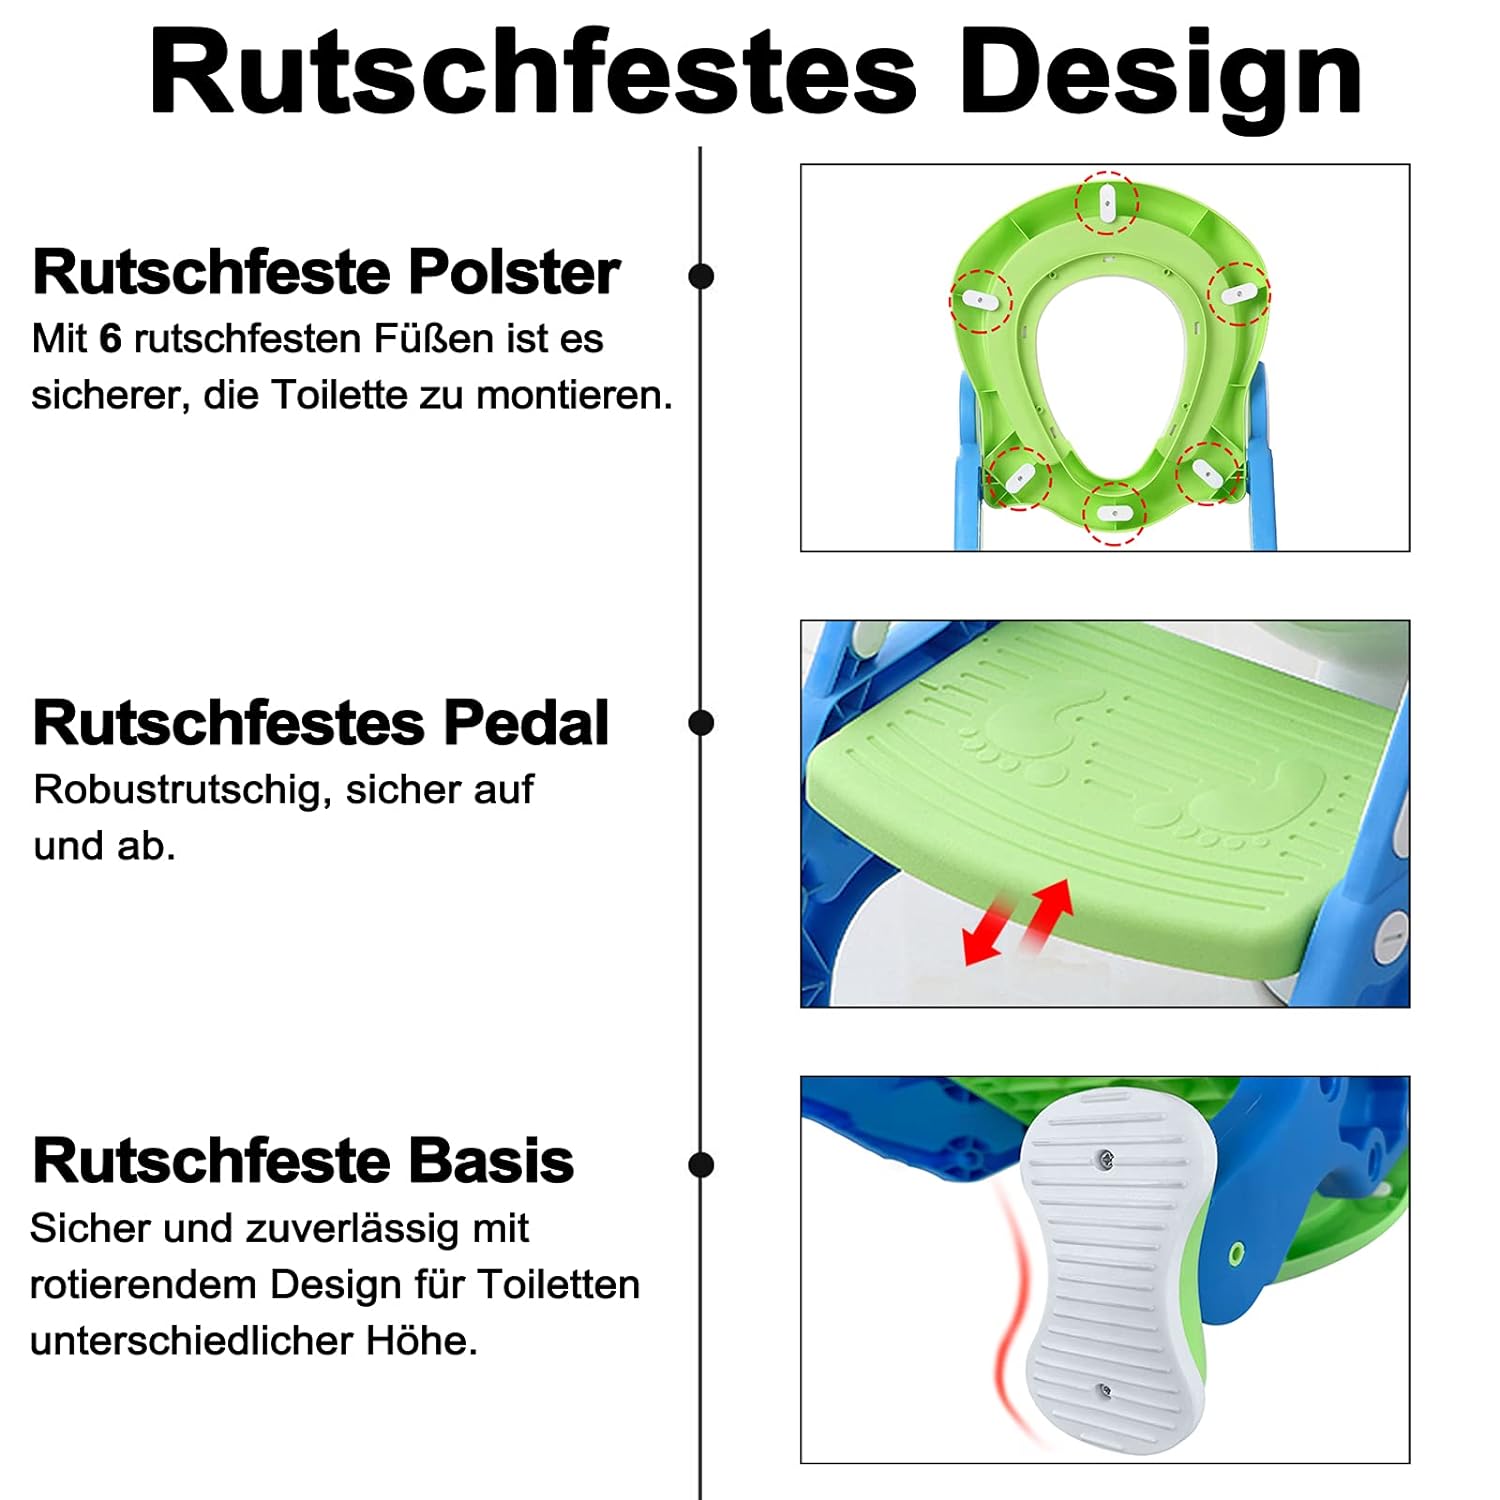 Rutschfestes Design
Rutschfeste Polster
Mit 6 rutschfesten Füßen ist es
sicherer, die Toilette zu montieren.
Rutschfestes Pedal
Robustrutschig, sicher auf
und ab.
Rutschfeste Basis
Sicher und zuverlässig mit
rotierendem Design für Toiletten
unterschiedlicher Höhe.